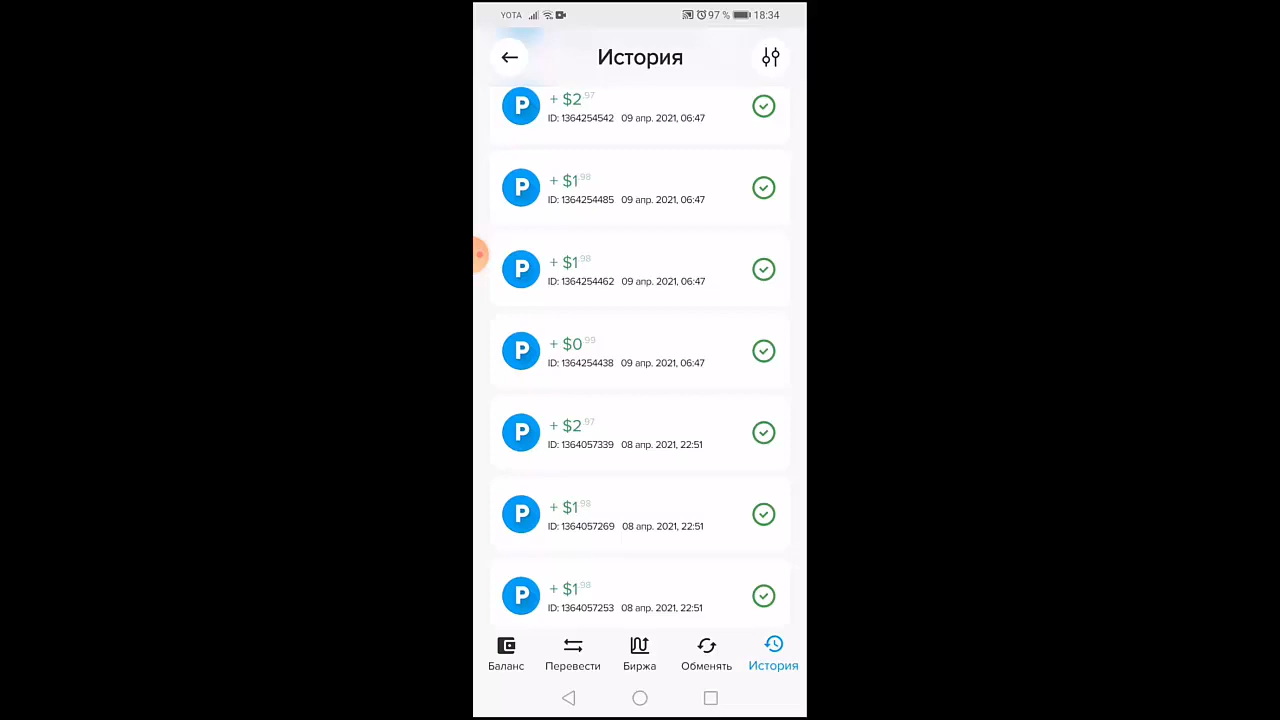 YOTA 97 % 18:34
История
P + $2.97
ID: 1364254542 09 апр. 2021, 06:47
P + $1.98
ID: 1364254485 09 апр. 2021, 06:47
P + $1.98
ID: 1364254462 09 апр. 2021, 06:47
P + $0.99
ID: 1364254438 09 апр. 2021, 06:47
P + $2.97
ID: 1364057339 08 апр. 2021, 22:51
P + $1.98
ID: 1364057269 08 апр. 2021, 22:51
P + $1.98
ID: 1364057253 08 апр. 2021, 22:51
Баланс Перевести Биржа Обменять История